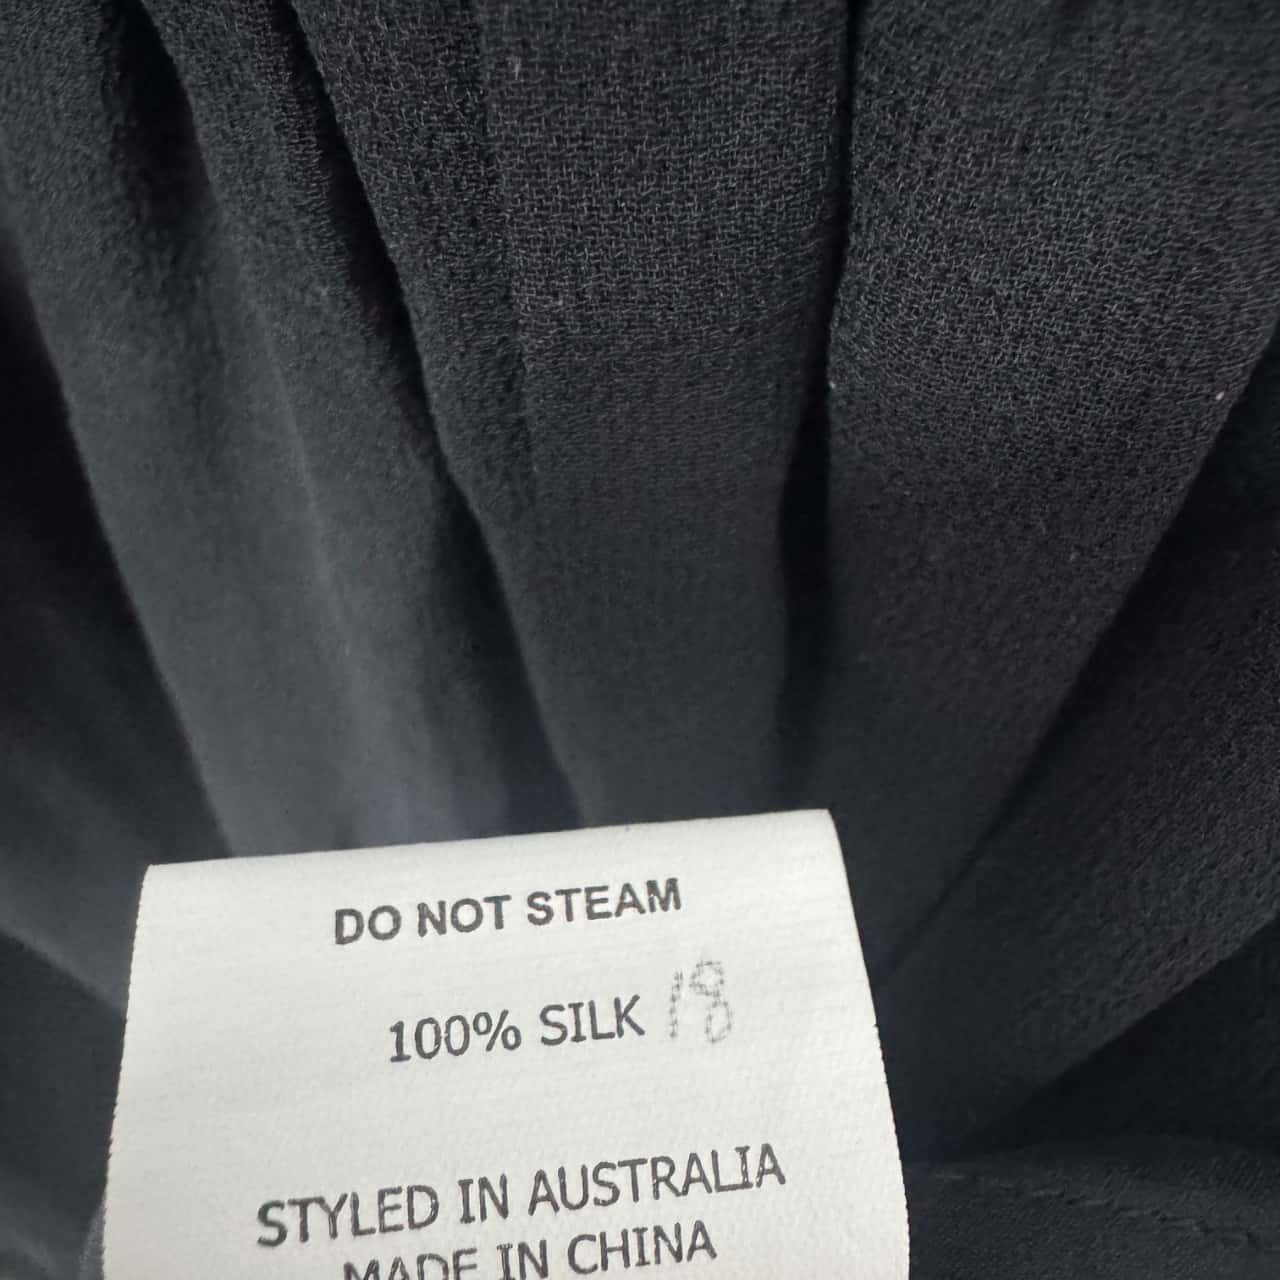 DO NOT STEAM
100% SILK 18
STYLED IN AUSTRALIA
MADE IN CHINA